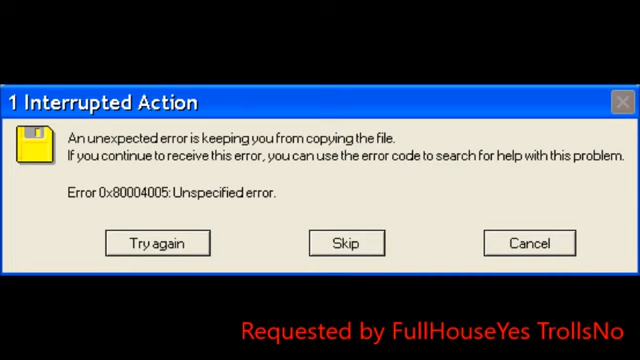 1 Interrupted Action
An unexpected error is keeping you from copying the file.
If you continue to receive this error, you can use the error code to search for help with this problem.
Error 0x80004005: Unspecified error.
Try again Skip Cancel
Requested by FullHouseYes TrollsNo